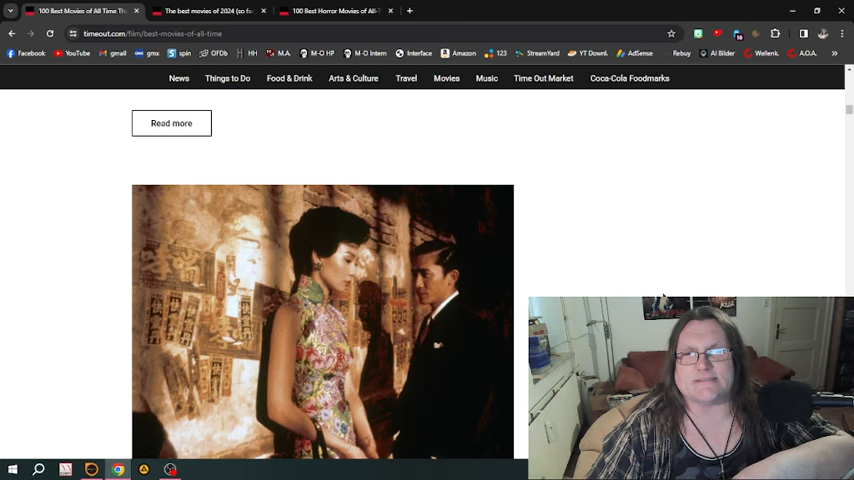 100 Best Movies of All Time Th
The best movies of 2024 (so fa
100 Best Horror Movies of All-T
timeout.com/film/best-movies-of-all-time
Facebook
YouTube
gmail
gmx
spin
OFDb
M.A.
M-O HP
M-O Intern
Interface
Amazon
123
StreamYard
YT Downl.
AdSense
Rebuy
AI Bilder
Wellenk.
A.O.A.
News
Things to Do
Food & Drink
Arts & Culture
Travel
Movies
Music
Time Out Market
Coca-Cola Foodmarks
Read more